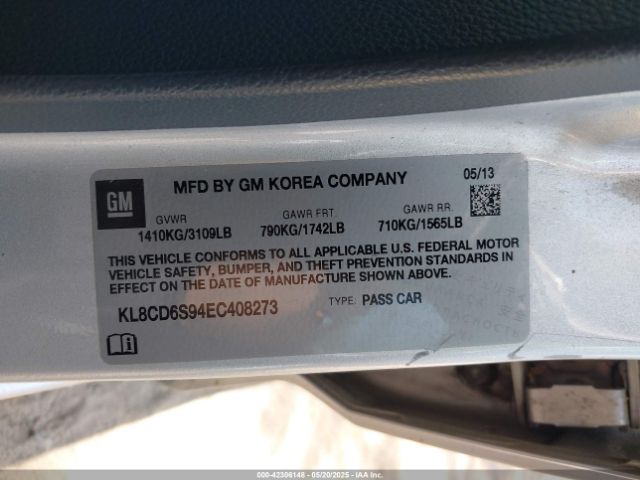 GM
MFD BY GM KOREA COMPANY
05/13
GVWR
GAWR FRT.
GAWR RR.
1410KG/3109LB
790KG/1742LB
710KG/1565LB
THIS VEHICLE CONFORMS TO ALL APPLICABLE U.S. FEDERAL MOTOR
VEHICLE SAFETY, BUMPER, AND THEFT PREVENTION STANDARDS IN
EFFECT ON THE DATE OF MANUFACTURE SHOWN ABOVE.
KL8CD6S94EC408273
TYPE: PASS CAR
000-42306148 - 05/20/2025 - IAAI